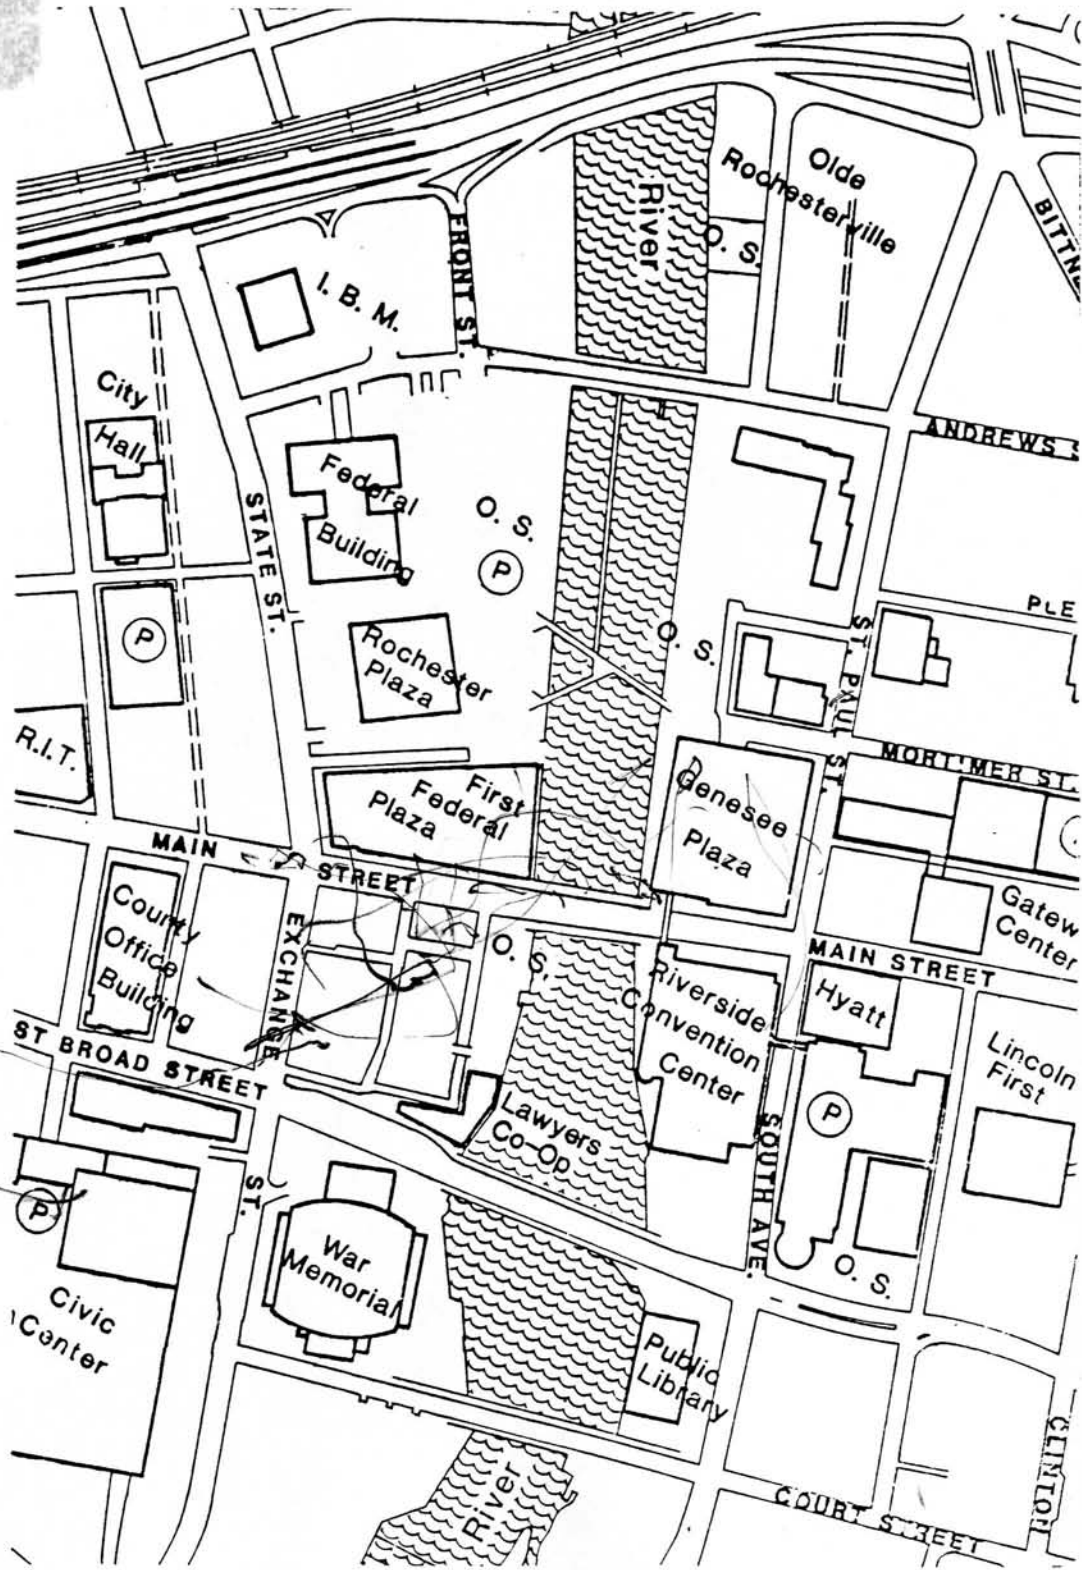 Olde
Rochesterville
River
O. S.
BITTN
FRONT ST.
I. B. M.
City
Hall
ANDREWS S
Federal
Building
O. S.
P
STATE ST.
PLE
P
O. S.
ST. PAUL ST.
Rochester
Plaza
R.I.T.
MORTIMER ST.
First
Federal
Plaza
Genesee
Plaza
MAIN STREET
County
Office
Building
EXCHANGE ST.
O. S.
Gatew
Center
MAIN STREET
Riverside
Convention
Center
Hyatt
ST BROAD STREET
Lincoln
First
P
Lawyers
Co-Op
SOUTH AVE.
P
War
Memorial
O. S.
Civic
Center
Public
Library
CLINTON
River
COURT STREET